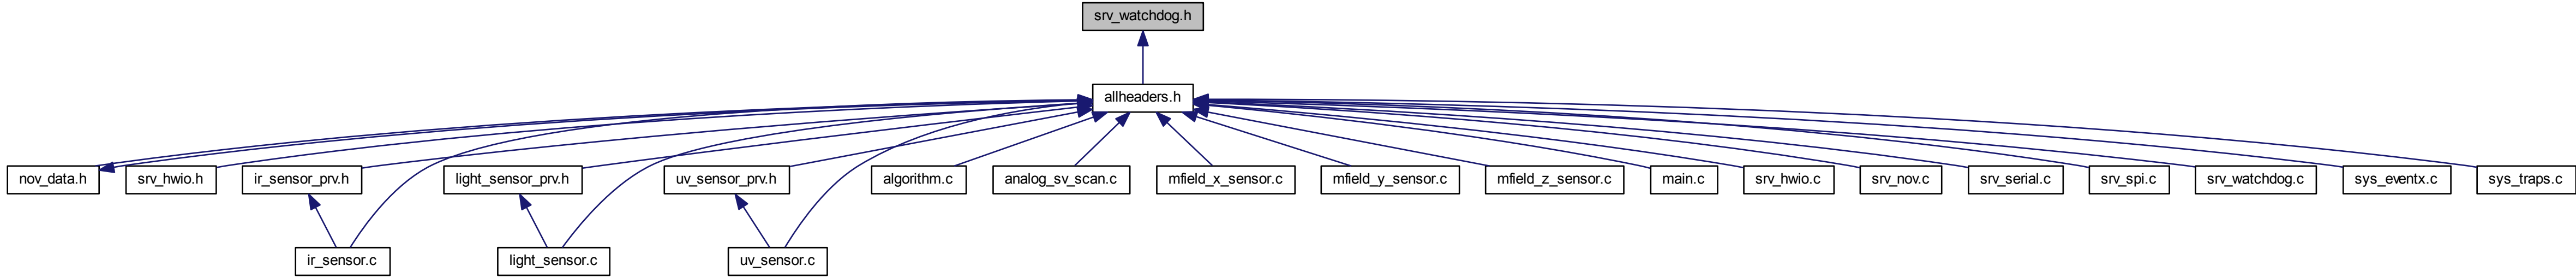 srv_watchdog.h
allheaders.h
nov_data.h
srv_hwio.h
ir_sensor_prv.h
light_sensor_prv.h
uv_sensor_prv.h
algorithm.c
analog_sv_scan.c
mfield_x_sensor.c
mfield_y_sensor.c
mfield_z_sensor.c
main.c
srv_hwio.c
srv_nov.c
srv_serial.c
srv_spi.c
srv_watchdog.c
sys_eventx.c
sys_traps.c
ir_sensor.c
light_sensor.c
uv_sensor.c